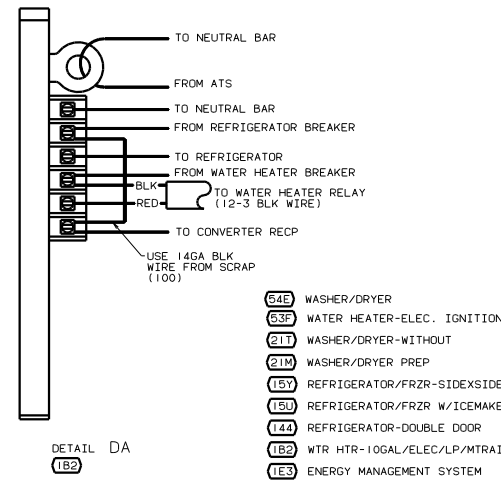 TO NEUTRAL BAR
FROM ATS
TO NEUTRAL BAR
FROM REFRIGERATOR BREAKER
TO REFRIGERATOR
FROM WATER HEATER BREAKER
BLK
TO WATER HEATER RELAY
RED
(12-3 BLK WIRE)
TO CONVERTER RECP
USE 14GA BLK
WIRE FROM SCRAP
(100)
54E WASHER/DRYER
53F WATER HEATER-ELEC. IGNITION
21T WASHER/DRYER-WITHOUT
21M WASHER/DRYER PREP
15Y REFRIGERATOR/FRZR-SIDEXSIDE
15U REFRIGERATOR/FRZR W/ICEMAKE
144 REFRIGERATOR-DOUBLE DOOR
1B2 WTR HTR-10GAL/ELEC/LP/MTRAI
1E3 ENERGY MANAGEMENT SYSTEM
DETAIL DA
1B2